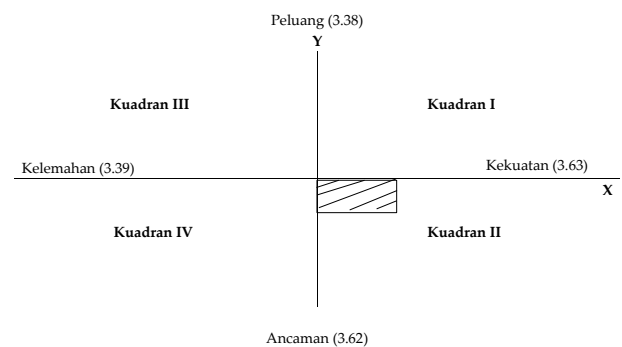 Peluang (3.38)
Y
Kuadran III
Kuadran I
Kelemahan (3.39)
Kekuatan (3.63)
X
Kuadran IV
Kuadran II
Ancaman (3.62)